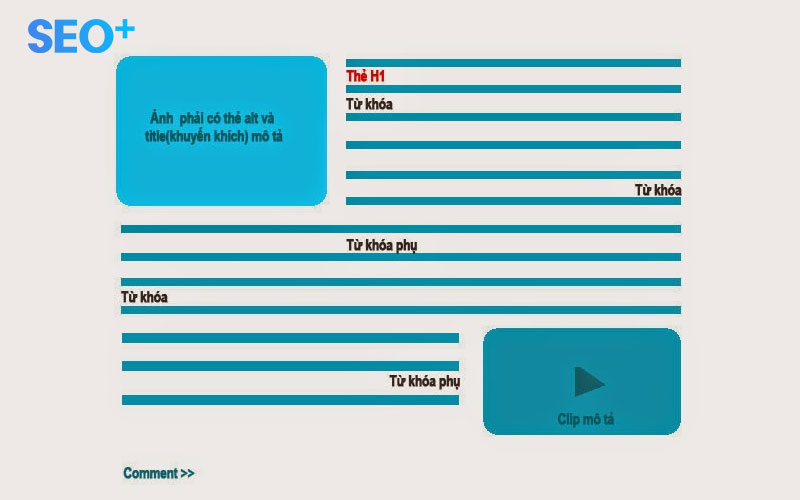 SEO+
Ảnh phải có thẻ alt và
title(khuyến khích) mô tả
Thẻ H1
Từ khóa
Từ khóa
Từ khóa phụ
Từ khóa
Từ khóa phụ
Clip mô tả
Comment >>